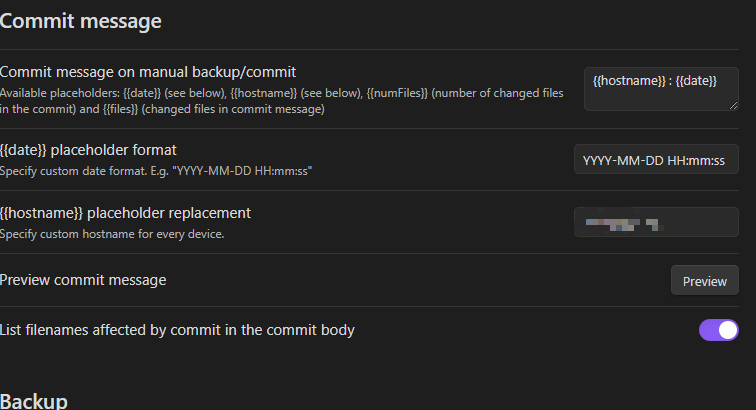 Commit message
Commit message on manual backup/commit
Available placeholders: {{date}} (see below), {{hostname}} (see below), {{numFiles}} (number of changed files
in the commit) and {{files}} (changed files in commit message)
{{hostname}} : {{date}}
{{date}} placeholder format
Specify custom date format. E.g. "YYYY-MM-DD HH:mm:ss"
YYYY-MM-DD HH:mm:ss
{{hostname}} placeholder replacement
Specify custom hostname for every device.
Preview commit message
Preview
List filenames affected by commit in the commit body
Backup